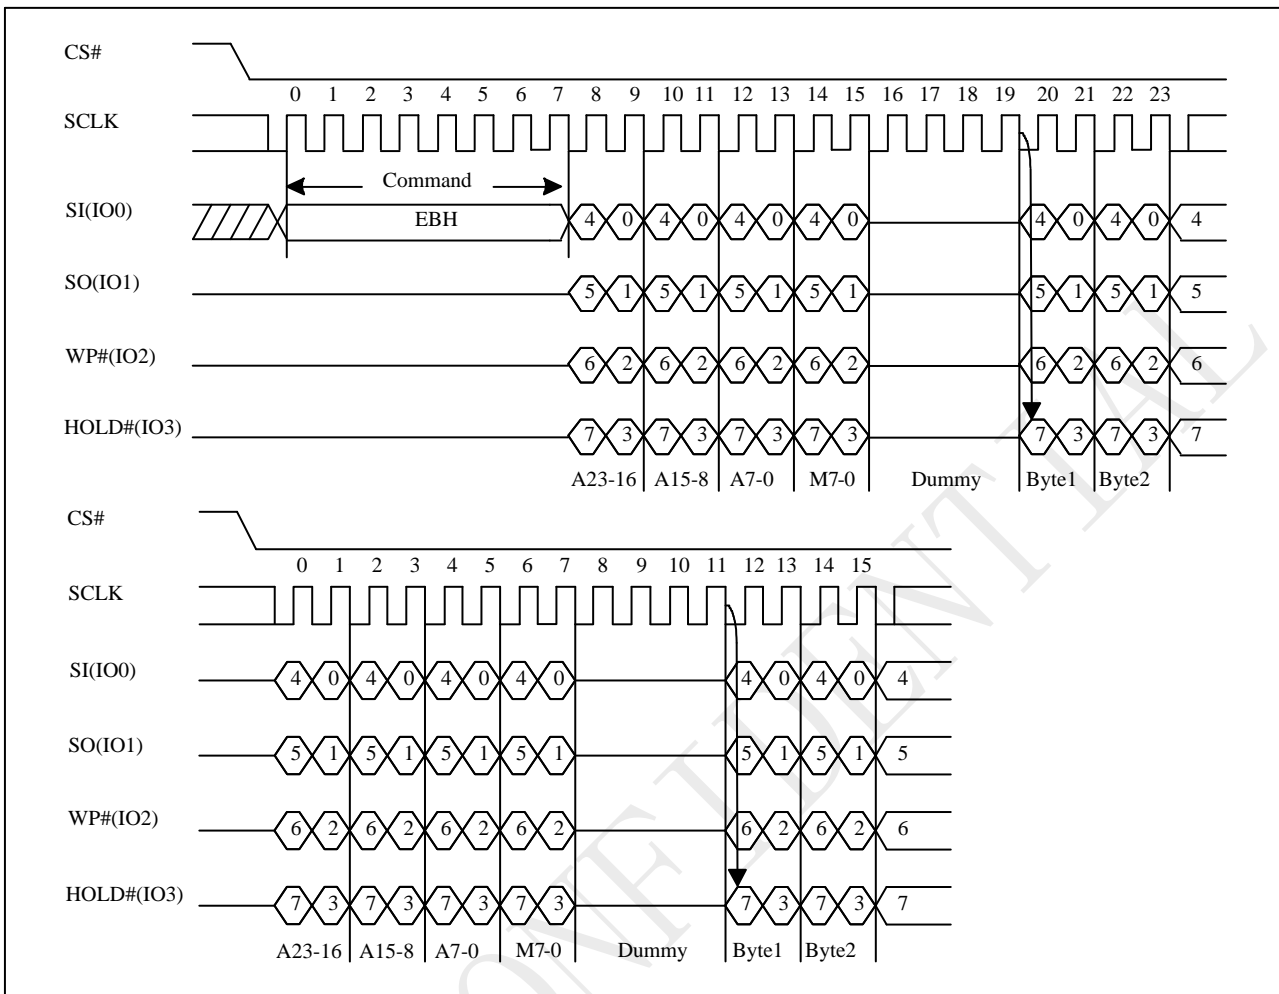 CS#
0 1 2 3 4 5 6 7 8 9 10 11 12 13 14 15 16 17 18 19 20 21 22 23
SCLK
Command
SI(IO0) EBH 4 0 4 0 4 0 4 0 4 0 4 0 4
SO(IO1) 5 1 5 1 5 1 5 1 5 1 5 1 5
WP#(IO2) 6 2 6 2 6 2 6 2 6 2 6 2 6
HOLD#(IO3) 7 3 7 3 7 3 7 3 7 3 7 3 7
A23-16 A15-8 A7-0 M7-0 Dummy Byte1 Byte2
CS#
0 1 2 3 4 5 6 7 8 9 10 11 12 13 14 15
SCLK
SI(IO0) 4 0 4 0 4 0 4 0 4 0 4 0 4
SO(IO1) 5 1 5 1 5 1 5 1 5 1 5 1 5
WP#(IO2) 6 2 6 2 6 2 6 2 6 2 6 2 6
HOLD#(IO3) 7 3 7 3 7 3 7 3 7 3 7 3 7
A23-16 A15-8 A7-0 M7-0 Dummy Byte1 Byte2